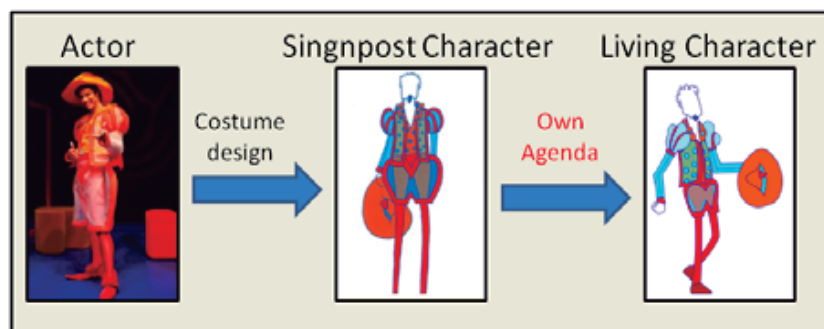 Actor
Singnpost Character
Living Character
Costume
design
Own
Agenda